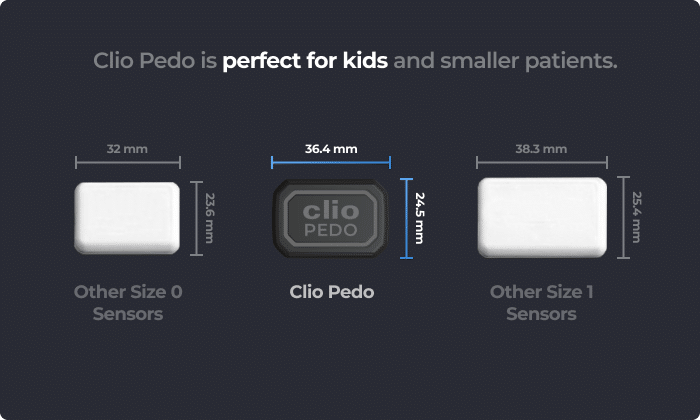 Clio Pedo is perfect for kids and smaller patients.
32 mm
36.4 mm
38.3 mm
23.6 mm
clio
PEDO
24.5 mm
25.4 mm
Other Size 0
Sensors
Clio Pedo
Other Size 1
Sensors